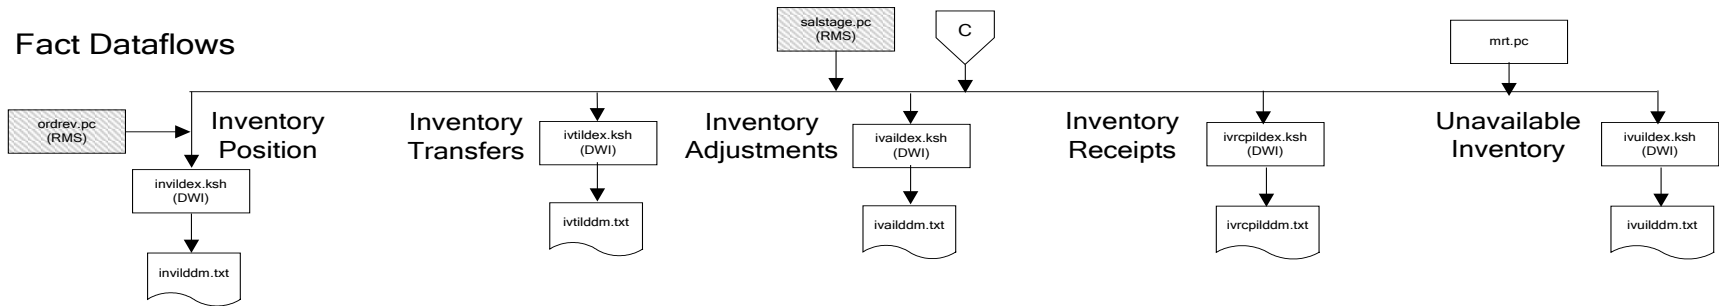 Fact Dataflows
salstage.pc
(RMS)
C
mrt.pc
ordrev.pc
(RMS)
Inventory
Position
invildex.ksh
(DWI)
invilddm.txt
Inventory
Transfers
ivtildex.ksh
(DWI)
ivtilddm.txt
Inventory
Adjustments
ivaildex.ksh
(DWI)
ivailddm.txt
Inventory
Receipts
ivrcpildex.ksh
(DWI)
ivrcpilddm.txt
Unavailable
Inventory
ivuildex.ksh
(DWI)
ivuilddm.txt